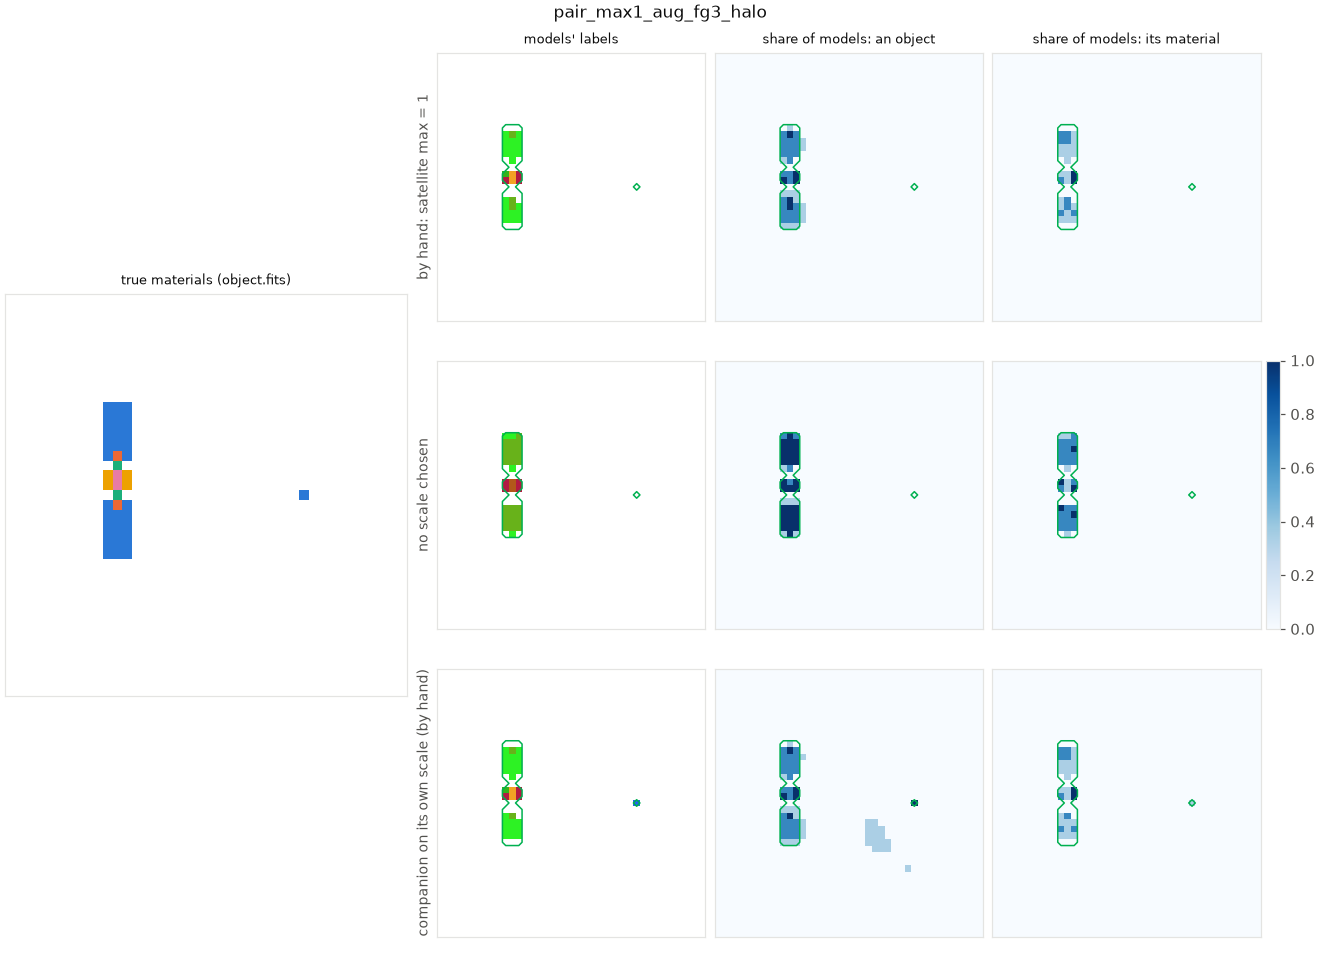 pair_max1_aug_fg3_halo
models' labels
share of models: an object
share of models: its material
by hand: satellite max = 1
true materials (object.fits)
no scale chosen
1.0
0.8
0.6
0.4
0.2
0.0
companion on its own scale (by hand)